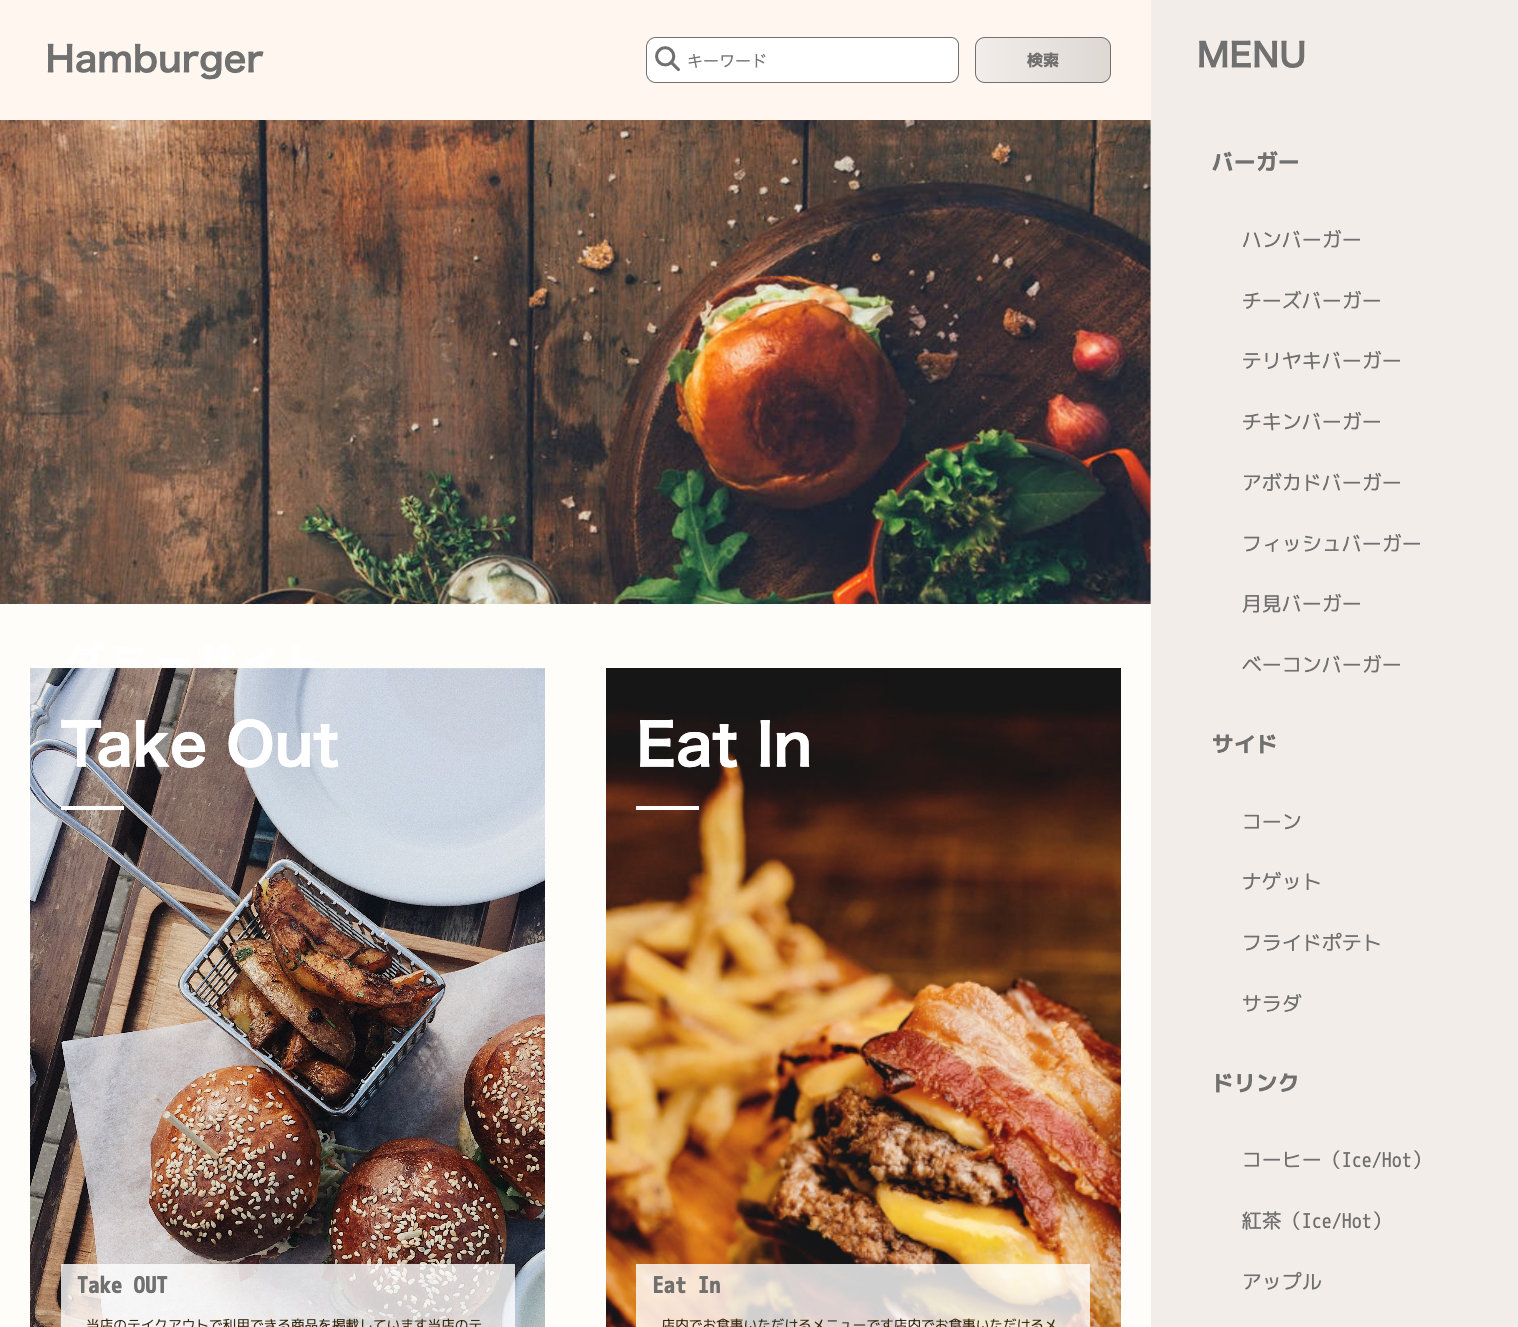 Hamburger
キーワード
検索
Take Out
Take OUT
当店のテイクアウトで利用できる商品を掲載しています当店のテ
Eat In
Eat In
店内でお食事いただけるメニューです店内でお食事いただけるメ
MENU
バーガー
ハンバーガー
チーズバーガー
テリヤキバーガー
チキンバーガー
アボカドバーガー
フィッシュバーガー
月見バーガー
ベーコンバーガー
サイド
コーン
ナゲット
フライドポテト
サラダ
ドリンク
コーヒー（Ice/Hot）
紅茶（Ice/Hot）
アップル